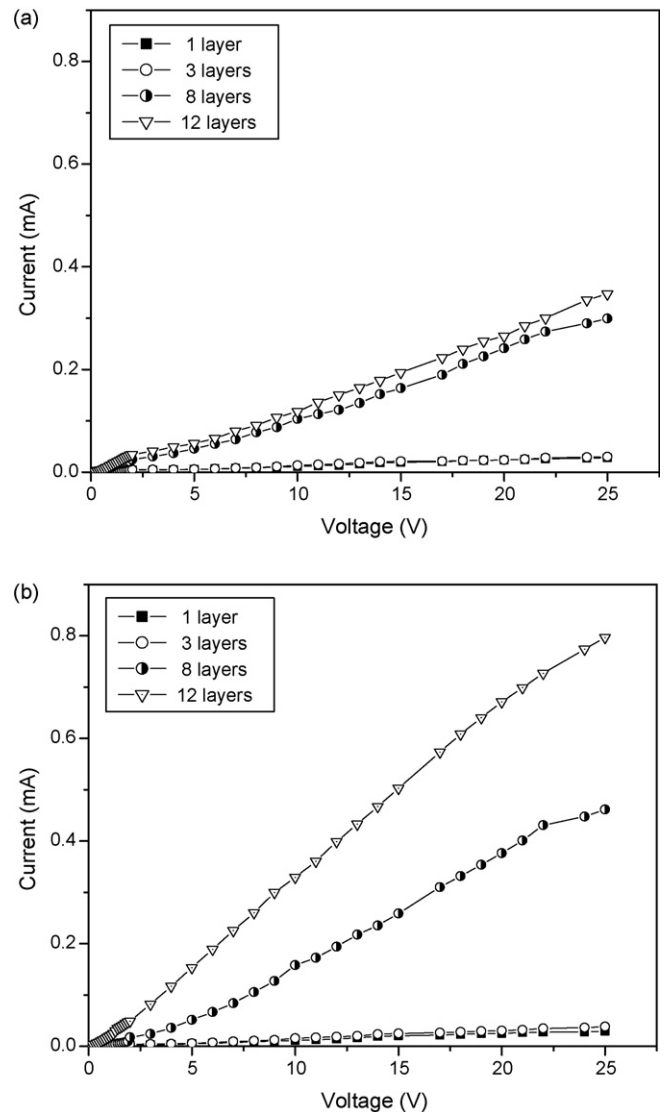 (a)
1 layer
3 layers
8 layers
12 layers
0.8
0.6
0.4
0.2
0.0
Current (mA)
0 5 10 15 20 25
Voltage (V)
(b)
1 layer
3 layers
8 layers
12 layers
0.8
0.6
0.4
0.2
0.0
Current (mA)
0 5 10 15 20 25
Voltage (V)